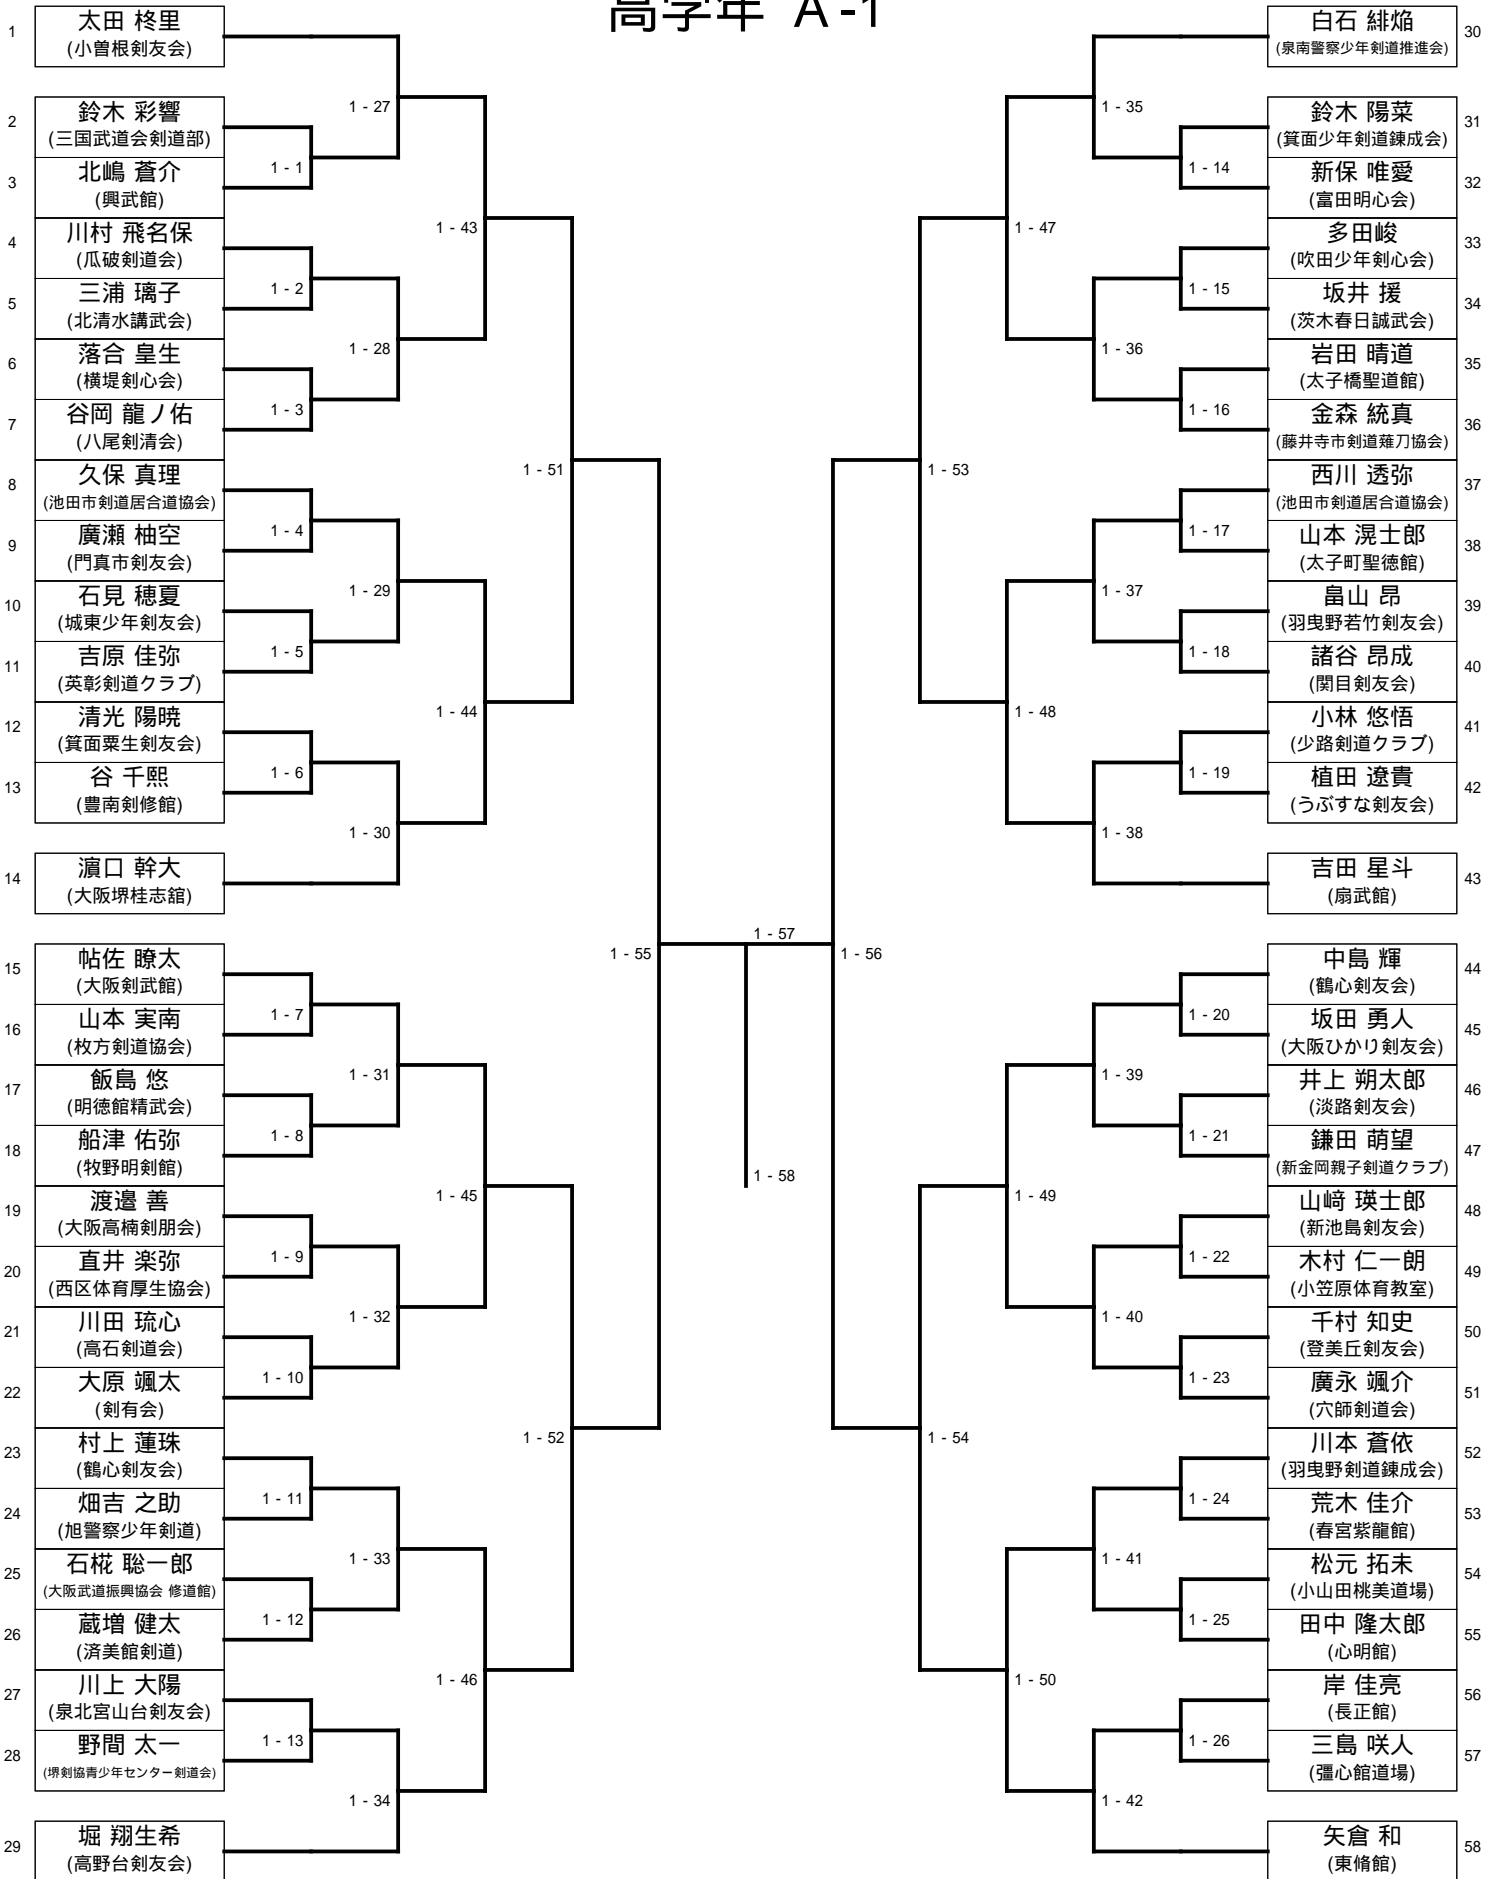 高学年 A-1
1 太田 柊里
(小曽根剣友会)
2 鈴木 彩響
(三国武道会剣道部)
3 北嶋 蒼介
(興武館)
4 川村 飛名保
(瓜破剣道会)
5 三浦 璃子
(北清水講武会)
6 落合 皇生
(横堤剣心会)
7 谷岡 龍ノ佑
(八尾剣清会)
8 久保 真理
(池田市剣道居合道協会)
9 廣瀬 柚空
(門真市剣友会)
10 石見 穂夏
(城東少年剣友会)
11 吉原 佳弥
(英彰剣道クラブ)
12 清光 陽暁
(箕面粟生剣友会)
13 谷 千熙
(豊南剣修館)
14 濵口 幹大
(大阪堺桂志舘)
15 帖佐 瞭太
(大阪剣武館)
16 山本 実南
(枚方剣道協会)
17 飯島 悠
(明徳館精武会)
18 船津 佑弥
(牧野明剣館)
19 渡邉 善
(大阪高楠剣朋会)
20 直井 楽弥
(西区体育厚生協会)
21 川田 琉心
(高石剣道会)
22 大原 颯太
(剣有会)
23 村上 蓮珠
(鶴心剣友会)
24 畑吉 之助
(旭警察少年剣道)
25 石椛 聡一郎
(大阪武道振興協会 修道館)
26 蔵増 健太
(済美館剣道)
27 川上 大陽
(泉北宮山台剣友会)
28 野間 太一
(堺剣協青少年センター剣道会)
29 堀 翔生希
(高野台剣友会)
1 - 1
1 - 2
1 - 3
1 - 4
1 - 5
1 - 6
1 - 7
1 - 8
1 - 9
1 - 10
1 - 11
1 - 12
1 - 13
1 - 27
1 - 28
1 - 29
1 - 30
1 - 31
1 - 32
1 - 33
1 - 34
1 - 43
1 - 44
1 - 45
1 - 46
1 - 51
1 - 52
1 - 55
1 - 57
1 - 58
1 - 56
1 - 53
1 - 54
1 - 47
1 - 48
1 - 49
1 - 50
1 - 35
1 - 36
1 - 37
1 - 38
1 - 39
1 - 40
1 - 41
1 - 42
1 - 14
1 - 15
1 - 16
1 - 17
1 - 18
1 - 19
1 - 20
1 - 21
1 - 22
1 - 23
1 - 24
1 - 25
1 - 26
白石 緋焔 30
(泉南警察少年剣道推進会)
鈴木 陽菜 31
(箕面少年剣道錬成会)
新保 唯愛 32
(富田明心会)
多田峻 33
(吹田少年剣心会)
坂井 援 34
(茨木春日誠武会)
岩田 晴道 35
(太子橋聖道館)
金森 統真 36
(藤井寺市剣道薙刀協会)
西川 透弥 37
(池田市剣道居合道協会)
山本 滉士郎 38
(太子町聖徳館)
畠山 昂 39
(羽曳野若竹剣友会)
諸谷 昂成 40
(関目剣友会)
小林 悠悟 41
(少路剣道クラブ)
植田 遼貴 42
(うぶすな剣友会)
吉田 星斗 43
(扇武館)
中島 輝 44
(鶴心剣友会)
坂田 勇人 45
(大阪ひかり剣友会)
井上 朔太郎 46
(淡路剣友会)
鎌田 萌望 47
(新金岡親子剣道クラブ)
山﨑 瑛士郎 48
(新池島剣友会)
木村 仁一朗 49
(小笠原体育教室)
千村 知史 50
(登美丘剣友会)
廣永 颯介 51
(穴師剣道会)
川本 蒼依 52
(羽曳野剣道錬成会)
荒木 佳介 53
(春宮紫龍館)
松元 拓未 54
(小山田桃美道場)
田中 隆太郎 55
(心明館)
岸 佳亮 56
(長正館)
三島 咲人 57
(彊心館道場)
矢倉 和 58
(東脩館)